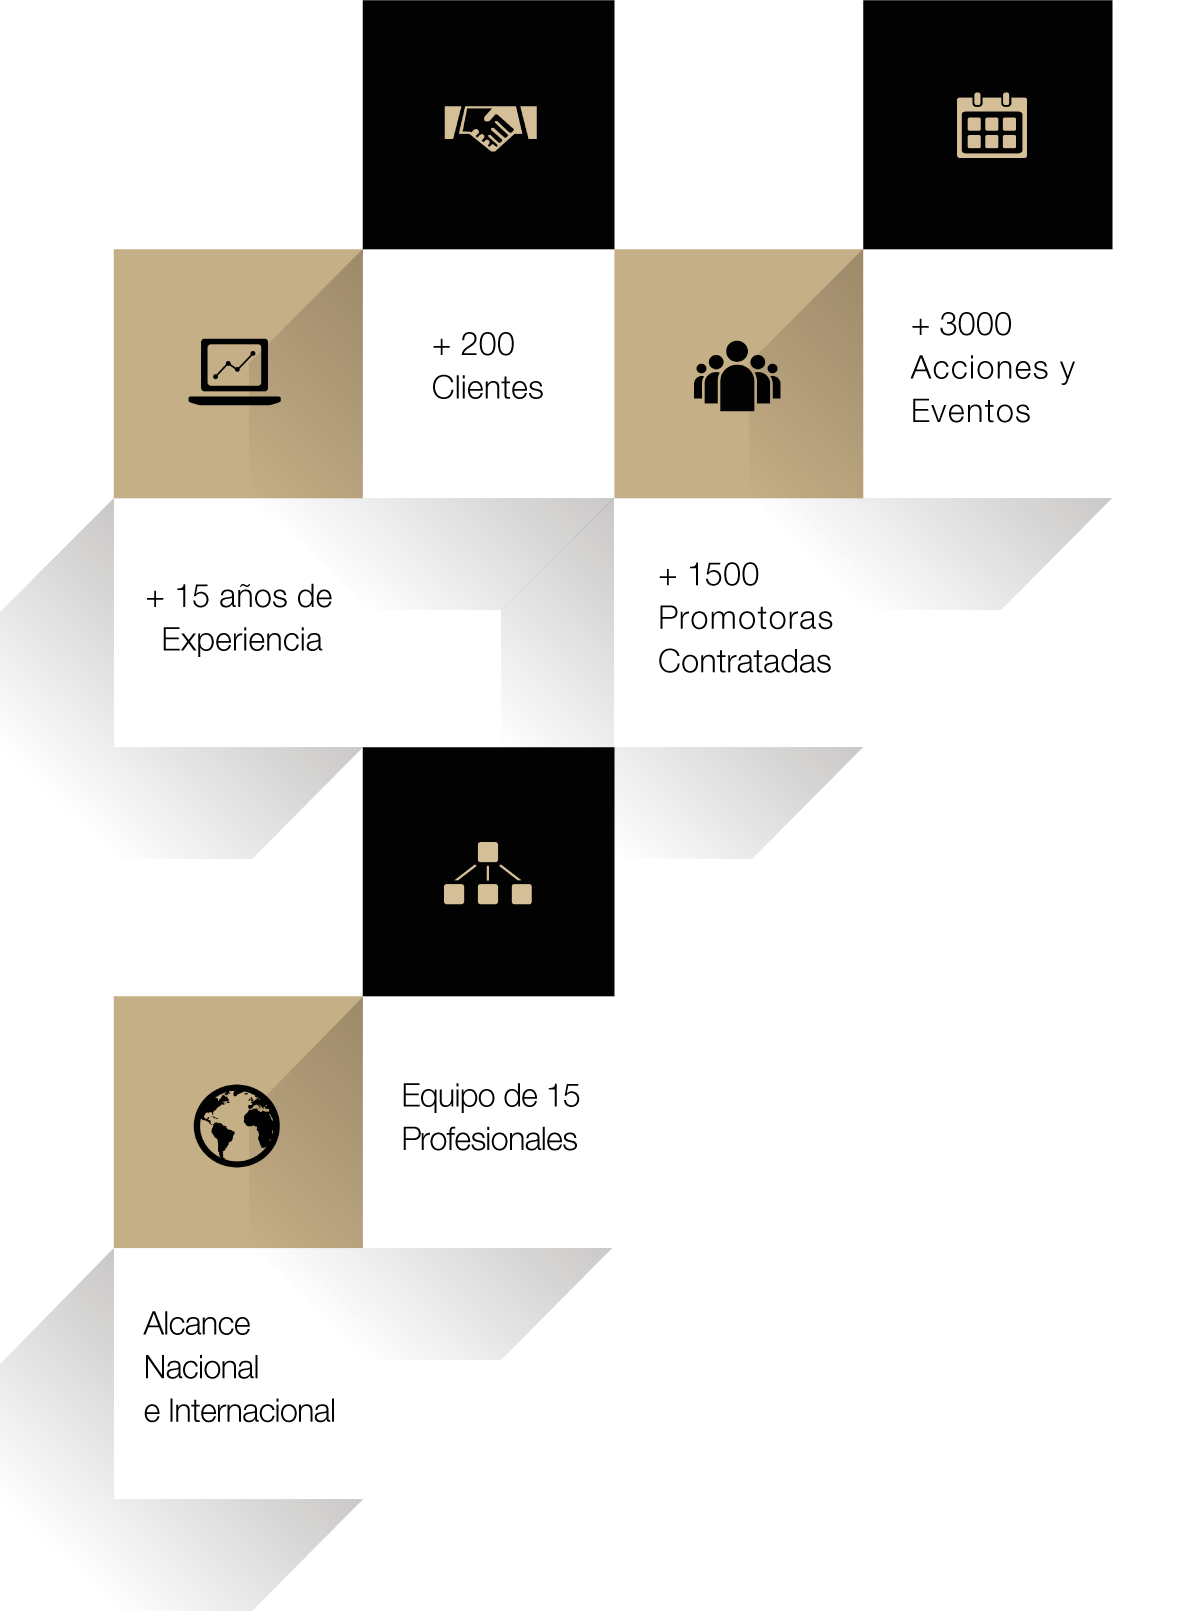 + 200
Clientes
+ 3000
Acciones y
Eventos
+ 15 años de
Experiencia
+ 1500
Promotoras
Contratadas
Equipo de 15
Profesionales
Alcance
Nacional
e Internacional